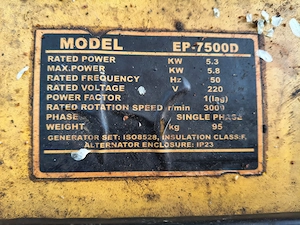 MODEL EP-7500D
RATED POWER KW 5.3
MAX.POWER KW 5.8
RATED FREQUENCY Hz 50
RATED VOLTAGE V 220
POWER FACTOR 1(lag)
RATED ROTATION SPEED r/min 3000
PHASE SINGLE PHASE
WEIGHT kg 95
GENERATOR SET: ISO8528, INSULATION CLASS:F,
ALTERNATOR ENCLOSURE: IP23